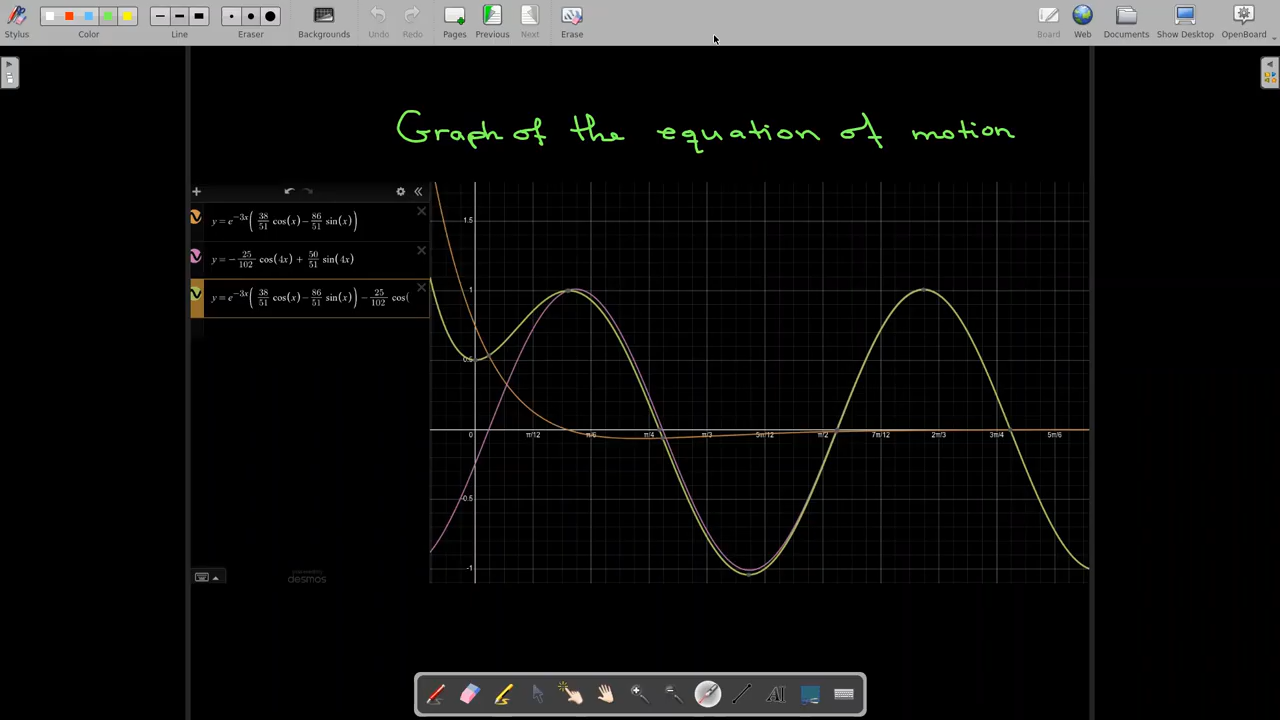 Stylus Color Line Eraser Backgrounds Undo Redo Pages Previous Next Erase Board Web Documents Show Desktop OpenBoard
Graph of the equation of motion
y = e^{-3x}(38/51 cos(x) - 86/51 sin(x))
y = -25/102 cos(4x) + 50/51 sin(4x)
y = e^{-3x}(38/51 cos(x) - 86/51 sin(x)) - 25/102 cos(
1.5
1
0.5
0 π/12 π/6 π/4 π/3 5π/12 π/2 7π/12 2π/3 3π/4 5π/6
-0.5
-1
powered by
desmos
AI